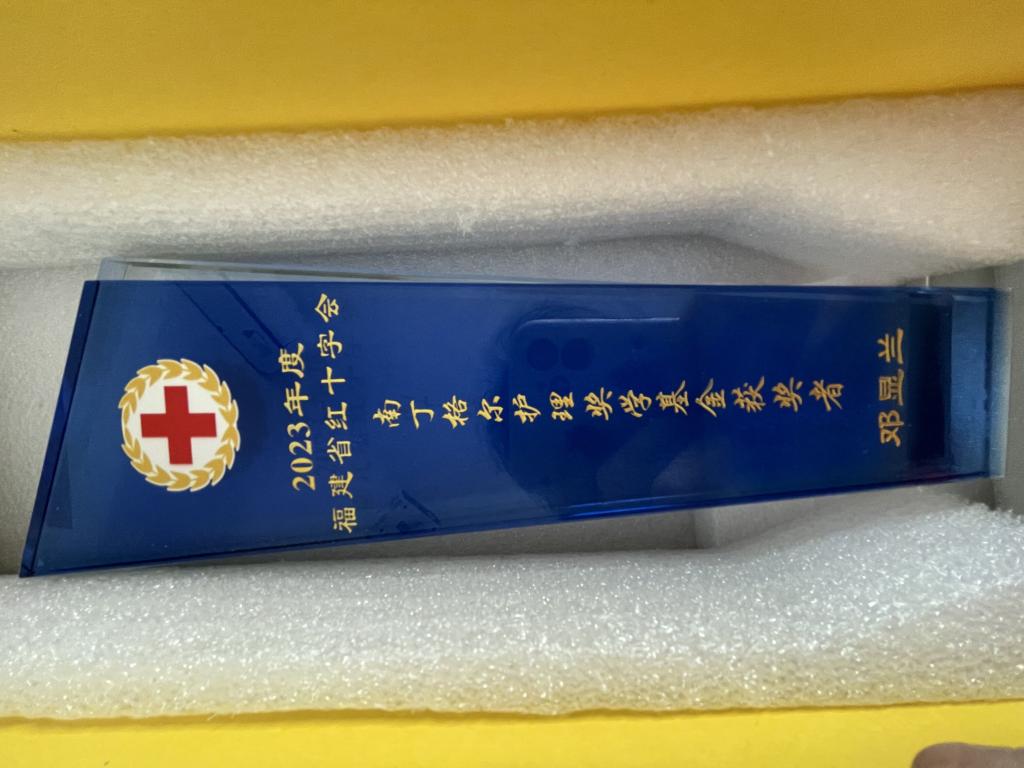 2023年度
福建省红十字会
南丁格尔护理奖学基金获奖者
邓显兰